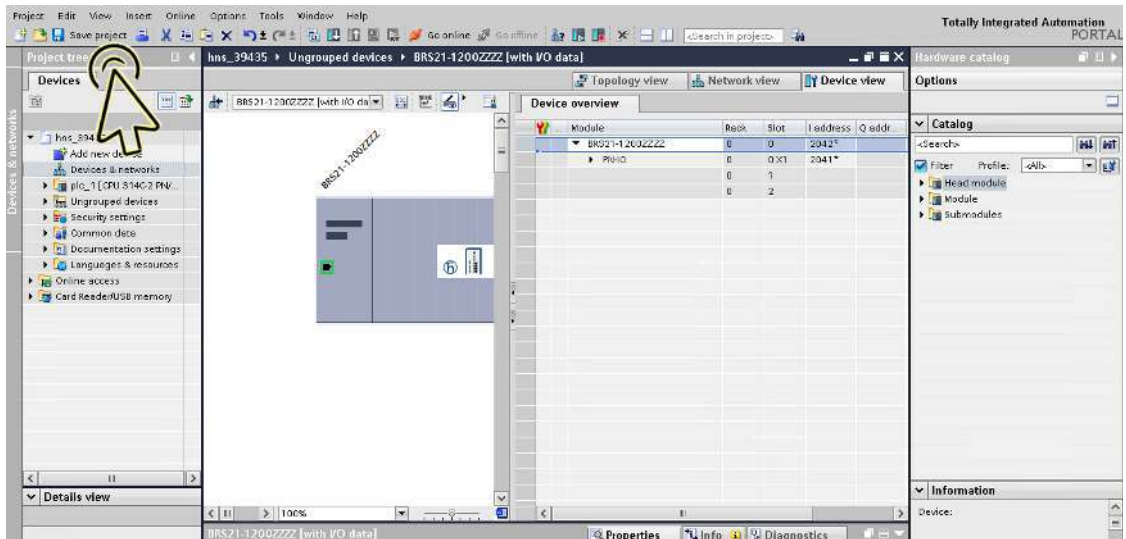 Project Edit View Insert Online Options Tools Window Help
Totally Integrated Automation
PORTAL
Save project
Go online
Go offline
<Search in project>
Project tree
hns_39435 ▸ Ungrouped devices ▸ BRS21-1200ZZZZ [with I/O data]
Hardware catalog
Devices
Topology view
Network view
Device view
Options
BRS21-1200ZZZZ [with I/O da
Device overview
Module
Rack
Slot
I address
Q addr...
BRS21-1200ZZZZ
0
0
2042*
PN-IO
0
0 X1
2041*
0
1
0
2
Catalog
<Search>
Filter
Profile:
<All>
Head module
Module
Submodules
Devices & networks
Add new
Devices & networks
plc_1 [CPU 314C-2 PN/...
Ungrouped devices
Security settings
Common data
Documentation settings
Languages & resources
Online access
Card Reader/USB memory
BRS21-1200ZZZZ
Details view
100%
Information
Device:
BRS21-1200ZZZZ [with I/O data]
Properties
Info
Diagnostics